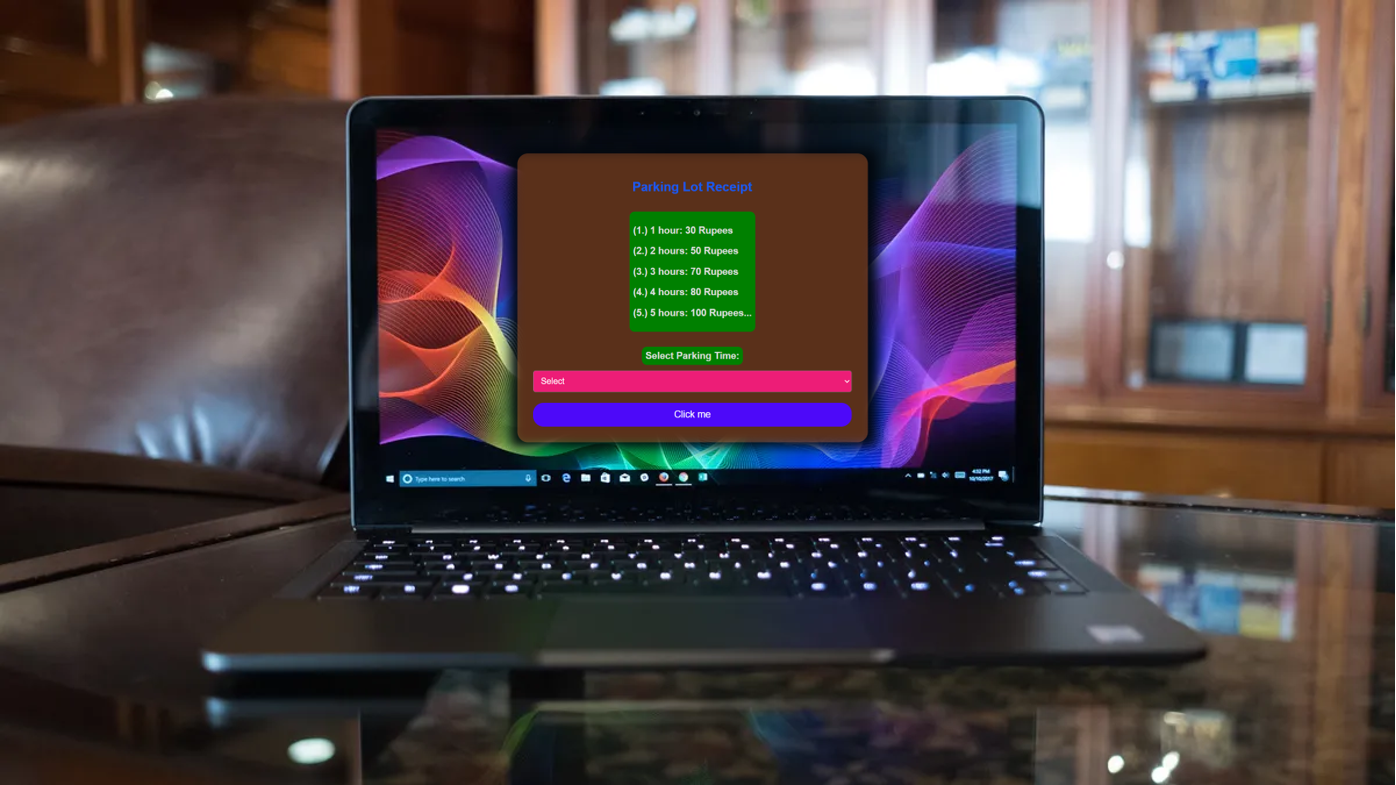 Parking Lot Receipt
(1.) 1 hour: 30 Rupees
(2.) 2 hours: 50 Rupees
(3.) 3 hours: 70 Rupees
(4.) 4 hours: 80 Rupees
(5.) 5 hours: 100 Rupees...
Select Parking Time:
Select
Click me
Type here to search
4:02 PM
10/10/2017